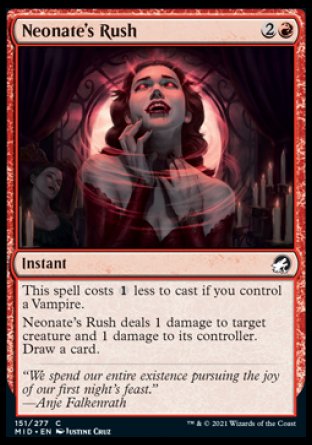 Neonate's Rush 2
Instant
This spell costs 1 less to cast if you control
a Vampire.
Neonate's Rush deals 1 damage to target
creature and 1 damage to its controller.
Draw a card.
"We spend our entire existence pursuing the joy
of our first night's feast."
—Anje Falkenrath
151/277 C
MID • EN Justine Cruz
™ & © 2021 Wizards of the Coast